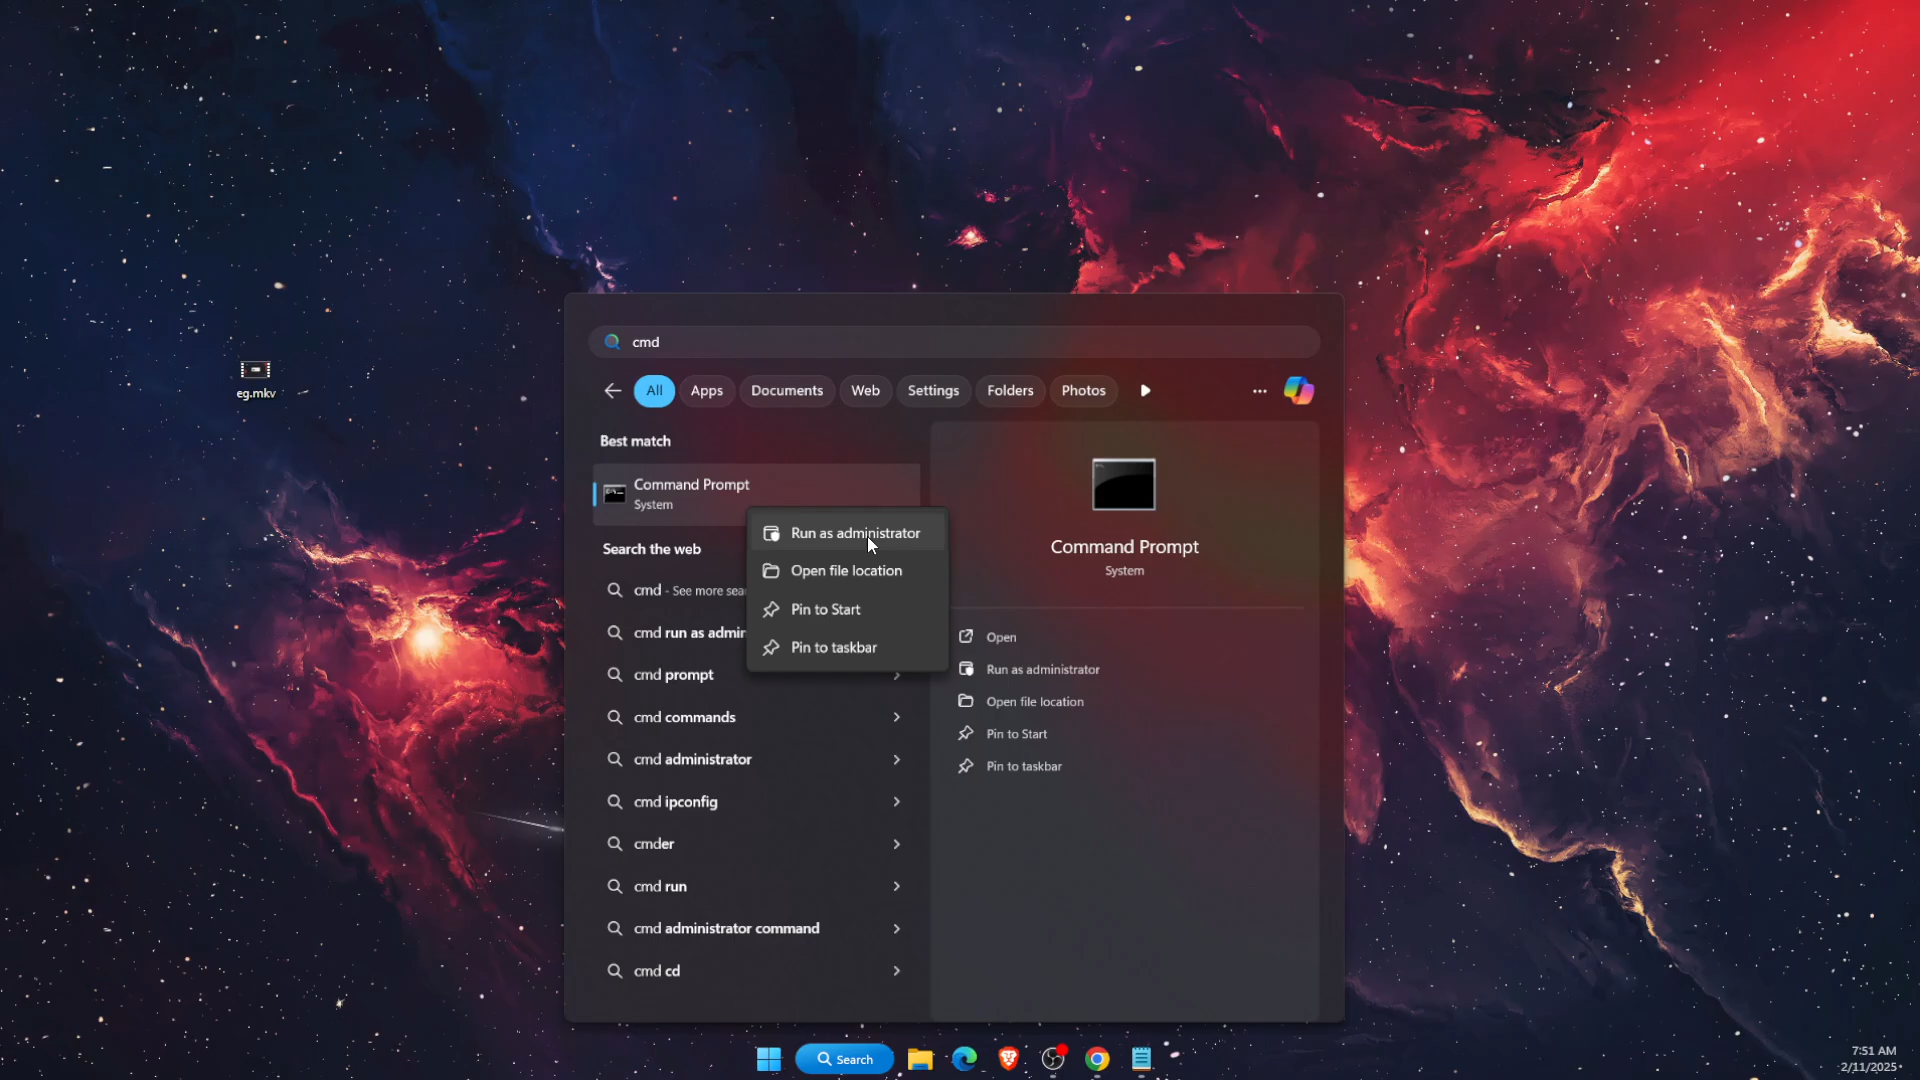 eg.mkv
cmd
All
Apps
Documents
Web
Settings
Folders
Photos
Best match
Command Prompt
System
Run as administrator
Open file location
Pin to Start
Pin to taskbar
Search the web
cmd - See more sea
cmd run as admin
cmd prompt
cmd commands
cmd administrator
cmd ipconfig
cmder
cmd run
cmd administrator command
cmd cd
Command Prompt
System
Open
Run as administrator
Open file location
Pin to Start
Pin to taskbar
Search
7:51 AM
2/11/2025